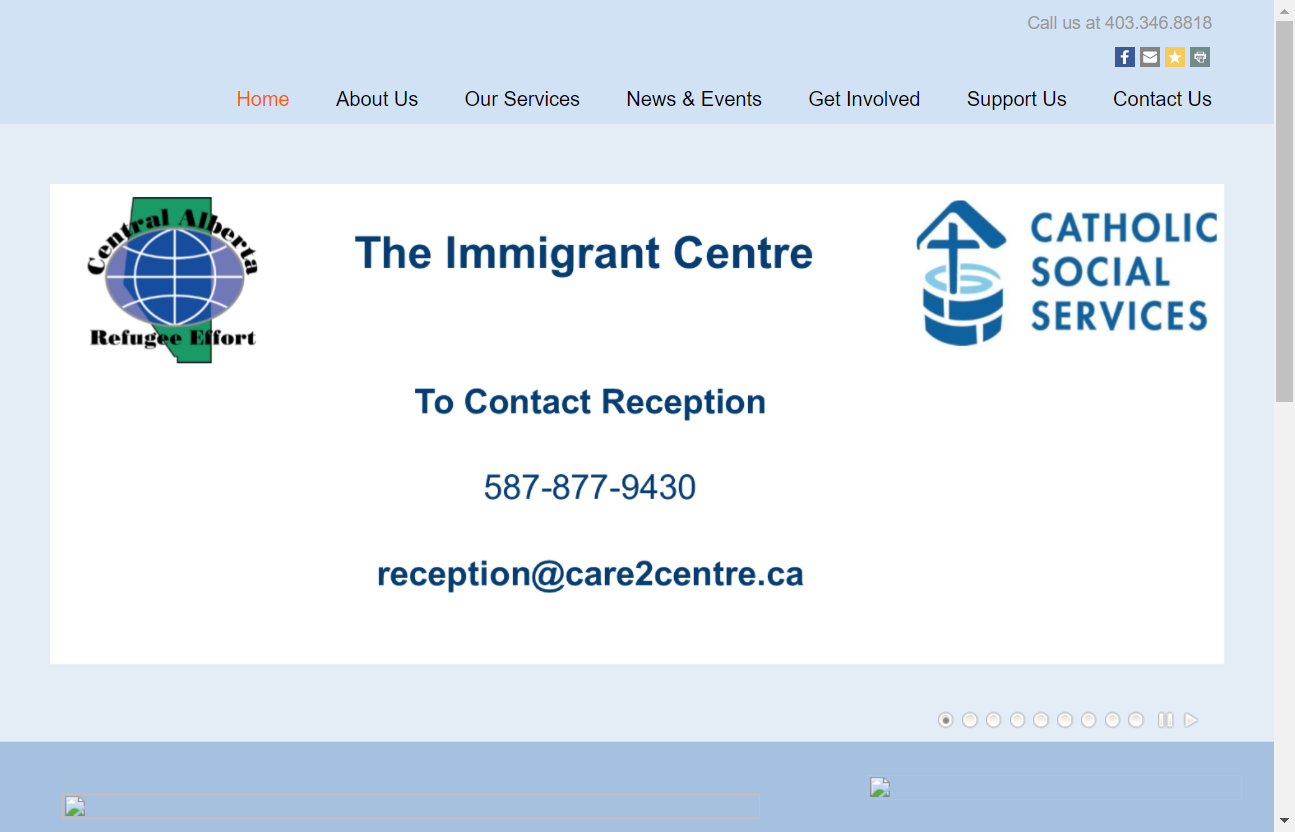 Call us at 403.346.8818
Home About Us Our Services News & Events Get Involved Support Us Contact Us
Central Alberta
Refugee Effort
The Immigrant Centre
CATHOLIC
SOCIAL
SERVICES
To Contact Reception
587-877-9430
reception@care2centre.ca